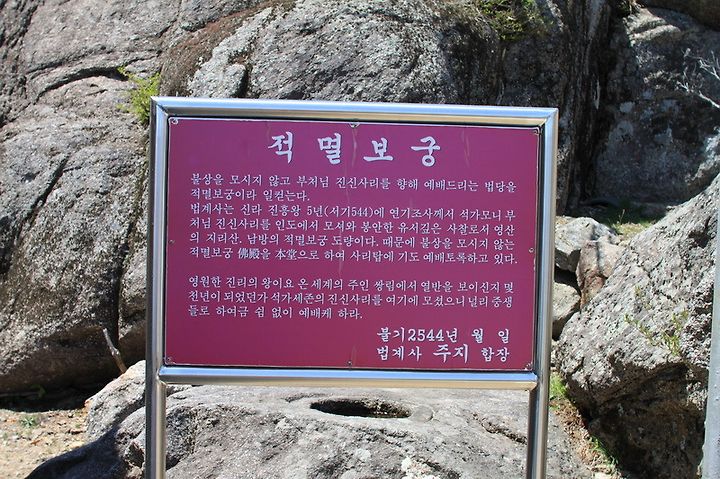 적멸보궁
불상을 모시지 않고 부처님 진신사리를 향해 예배드리는 법당을
적멸보궁이라 일컫는다.
법계사는 신라 진흥왕 5년(서기544)에 연기조사께서 석가모니 부
처님 진신사리를 인도에서 모셔와 봉안한 유서깊은 사찰로서 영산
의 지리산, 남방의 적멸보궁 도량이다. 때문에 불상을 모시지 않는
적멸보궁 佛殿을 本堂으로 하여 사리탑에 기도 예배토록하고 있다.
영원한 진리의 왕이요 온 세계의 주인 쌍림에서 열반을 보이신지 몇
천년이 되었던가 석가세존의 진신사리를 여기에 모셨으니 널리 중생
들로 하여금 쉼 없이 예배케 하라.
불기2544년 월 일
법계사 주지 합장